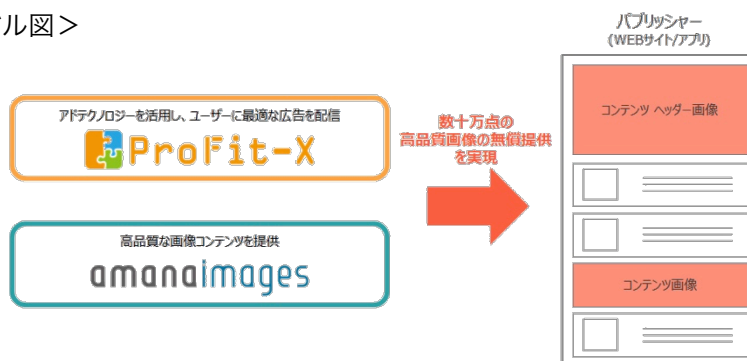 ル図＞
パブリッシャー
(WEBサイト/アプリ)
アドテクノロジーを活用し、ユーザーに最適な広告を配信
ProFit-X
数十万点の
高品質画像の無償提供
を実現
コンテンツ ヘッダー画像
高品質な画像コンテンツを提供
amanaimages
コンテンツ画像